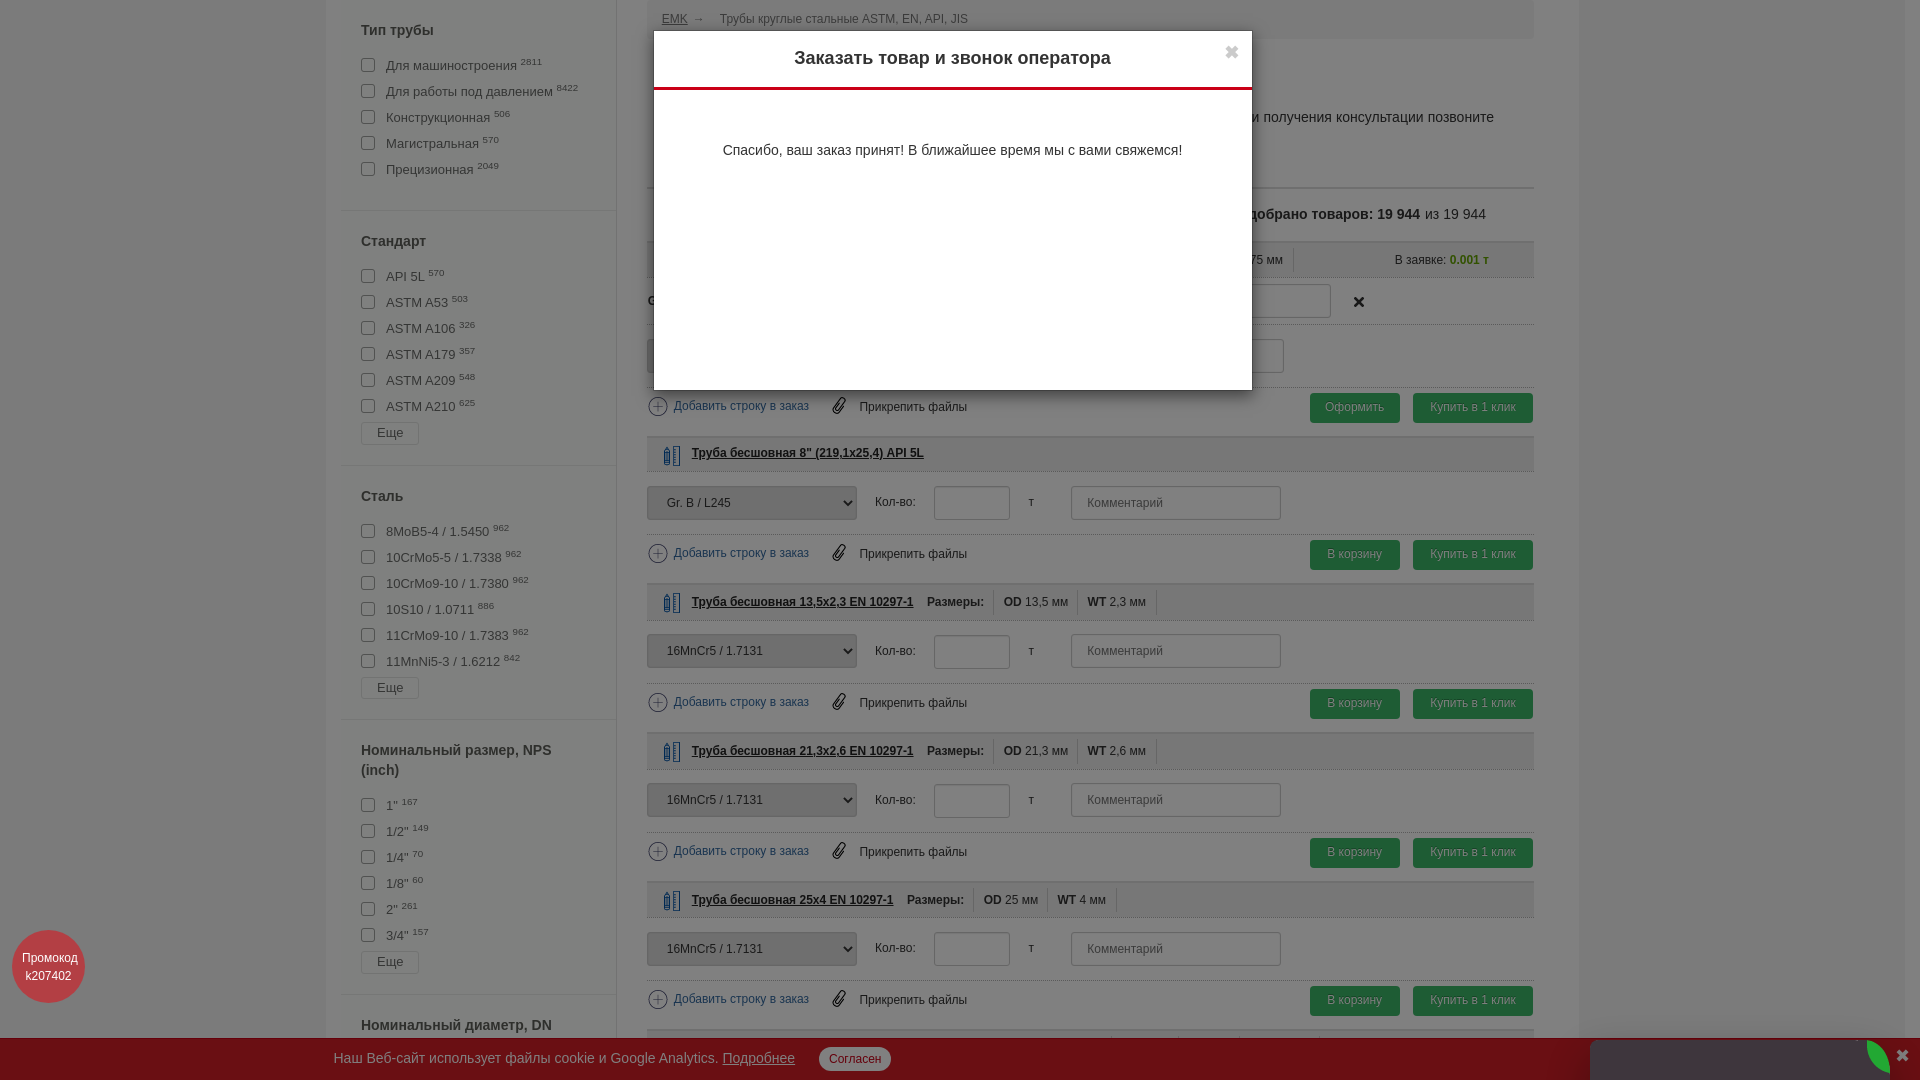 EMK → Трубы круглые стальные ASTM, EN, API, JIS
Тип трубы
Для машиностроения 2811
Для работы под давлением 8422
Конструкционная 506
Магистральная 570
Прецизионная 2049
Стандарт
API 5L 570
ASTM A53 503
ASTM A106 326
ASTM A179 357
ASTM A209 548
ASTM A210 625
Еще
Сталь
8MoB5-4 / 1.5450 962
10CrMo5-5 / 1.7338 962
10CrMo9-10 / 1.7380 962
10S10 / 1.0711 886
11CrMo9-10 / 1.7383 962
11MnNi5-3 / 1.6212 842
Еще
Номинальный размер, NPS
(inch)
1" 167
1/2" 149
1/4" 70
1/8" 60
2" 261
3/4" 157
Еще
Номинальный диаметр, DN
Заказать товар и звонок оператора
✖
Спасибо, ваш заказ принят! В ближайшее время мы с вами свяжемся!
и получения консультации позвоните
добрано товаров: 19 944 из 19 944
75 мм
В заявке: 0.001 т
Добавить строку в заказ Прикрепить файлы Оформить Купить в 1 клик
Труба бесшовная 8" (219,1х25,4) API 5L
Gr. B / L245 Кол-во: т Комментарий
Добавить строку в заказ Прикрепить файлы В корзину Купить в 1 клик
Труба бесшовная 13,5х2,3 EN 10297-1 Размеры: OD 13,5 мм WT 2,3 мм
16MnCr5 / 1.7131 Кол-во: т Комментарий
Добавить строку в заказ Прикрепить файлы В корзину Купить в 1 клик
Труба бесшовная 21,3х2,6 EN 10297-1 Размеры: OD 21,3 мм WT 2,6 мм
16MnCr5 / 1.7131 Кол-во: т Комментарий
Добавить строку в заказ Прикрепить файлы В корзину Купить в 1 клик
Труба бесшовная 25х4 EN 10297-1 Размеры: OD 25 мм WT 4 мм
16MnCr5 / 1.7131 Кол-во: т Комментарий
Добавить строку в заказ Прикрепить файлы В корзину Купить в 1 клик
Промокод
k207402
Наш Веб-сайт использует файлы cookie и Google Analytics. Подробнее Согласен